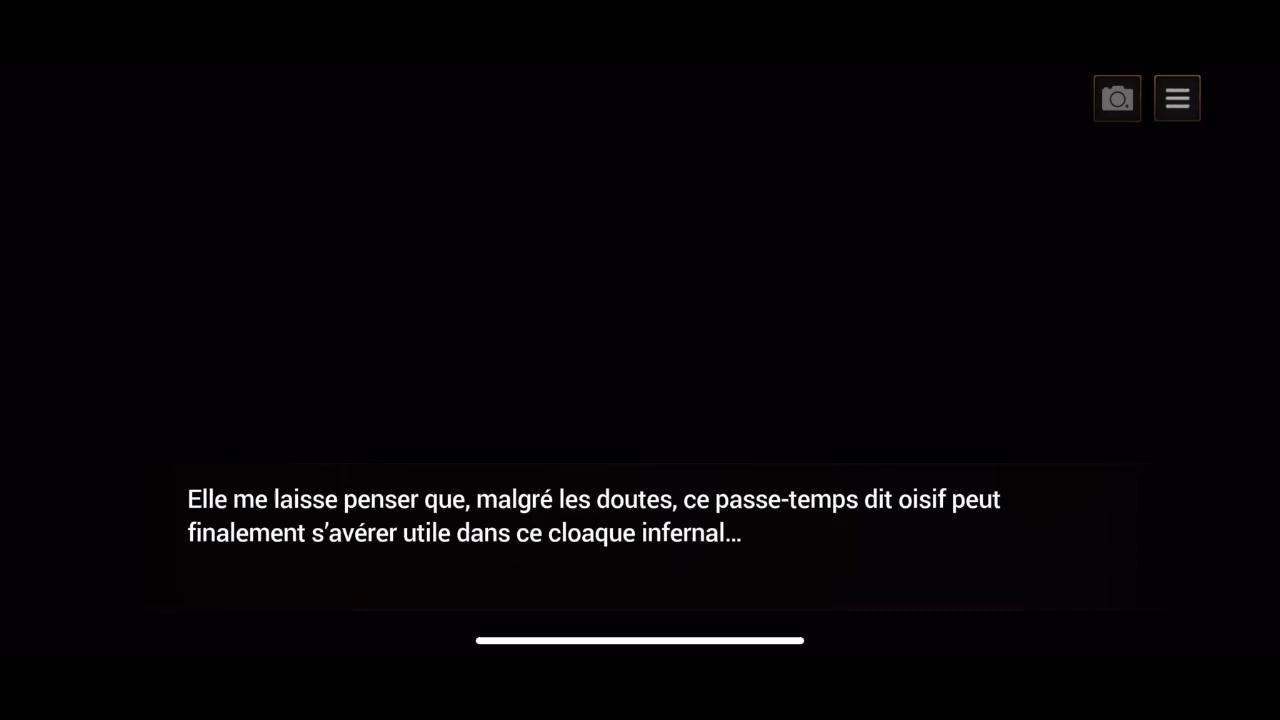 Elle me laisse penser que, malgré les doutes, ce passe-temps dit oisif peut
finalement s’avérer utile dans ce cloaque infernal...